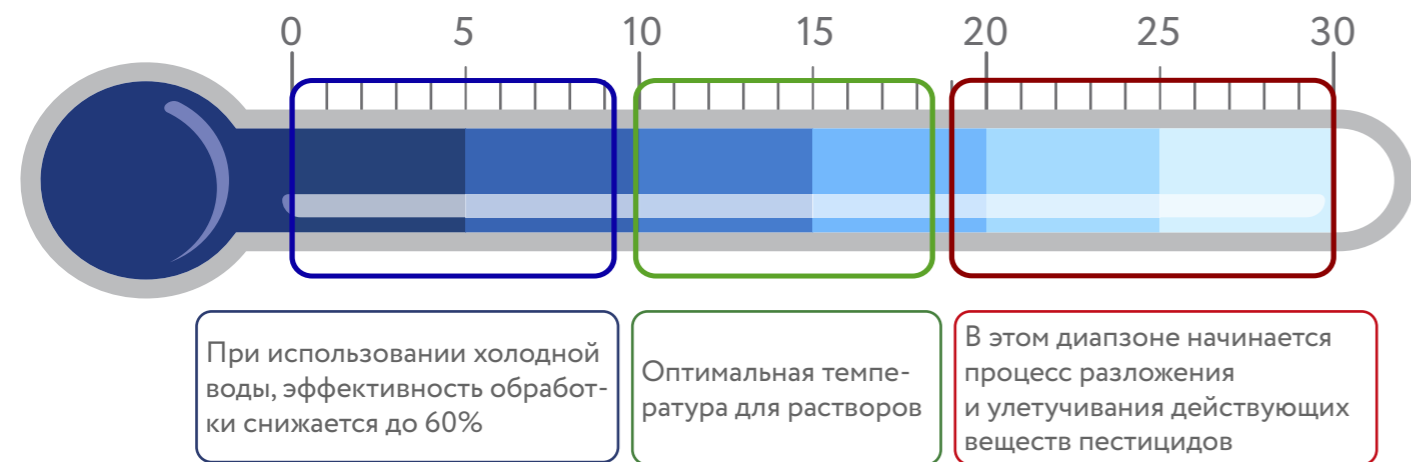 0 5 10 15 20 25 30
При использовании холодной
воды, эффективность обработ-
ки снижается до 60%
Оптимальная темпе-
ратура для растворов
В этом диапзоне начинается
процесс разложения
и улетучивания действующих
веществ пестицидов